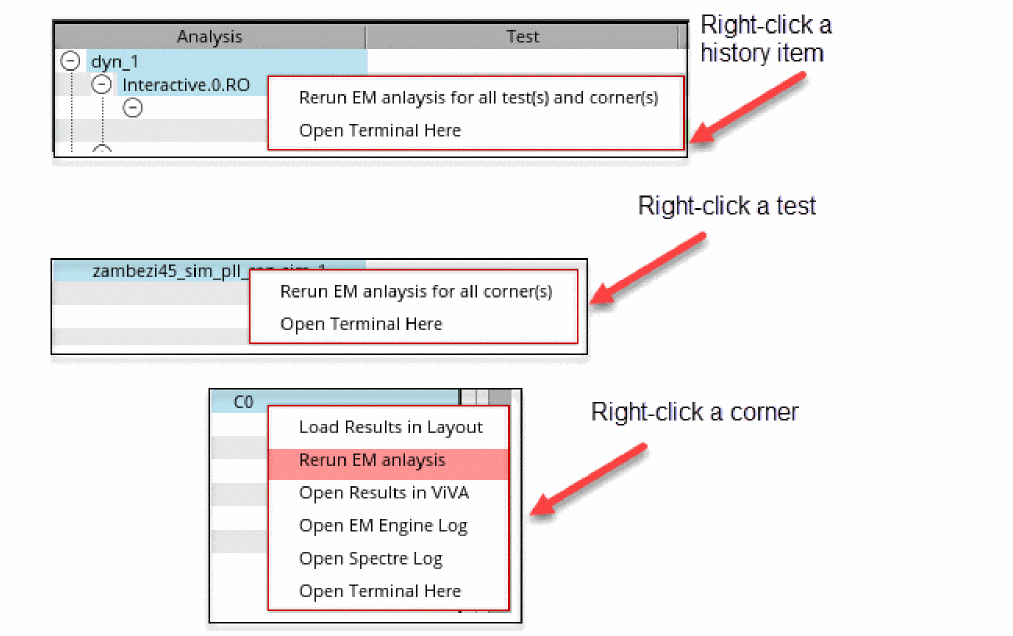 Right-click a
history item
Analysis Test
dyn_1
Interactive.0.RO
Rerun EM anlaysis for all test(s) and corner(s)
Open Terminal Here
Right-click a test
zambezi45_sim_pll
Rerun EM anlaysis for all corner(s)
Open Terminal Here
Right-click a corner
C0
Load Results in Layout
Rerun EM anlaysis
Open Results in ViVA
Open EM Engine Log
Open Spectre Log
Open Terminal Here